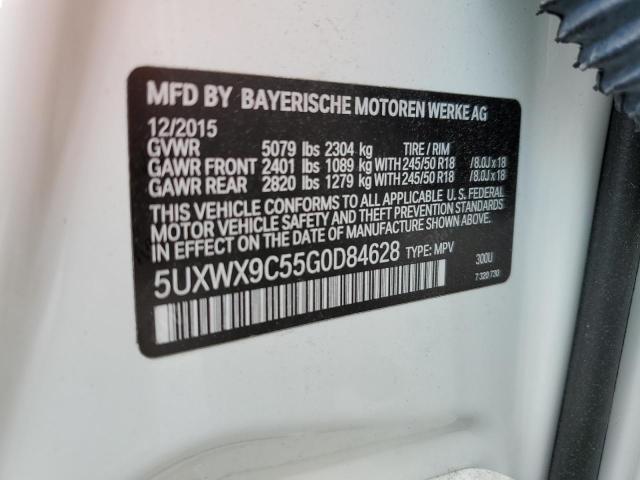 MFD BY BAYERISCHE MOTOREN WERKE AG
12/2015
GVWR 5079 lbs 2304 kg TIRE / RIM
GAWR FRONT 2401 lbs 1089 kg WITH 245/50 R18 /8.0J x 18
GAWR REAR 2820 lbs 1279 kg WITH 245/50 R18 /8.0J x 18
THIS VEHICLE CONFORMS TO ALL APPLICABLE U.S. FEDERAL
MOTOR VEHICLE SAFETY AND THEFT PREVENTION STANDARDS
IN EFFECT ON THE DATE OF MANUFACTURE SHOWN ABOVE.
5UXWX9C55G0D84628 TYPE: MPV 300U
7 320 730